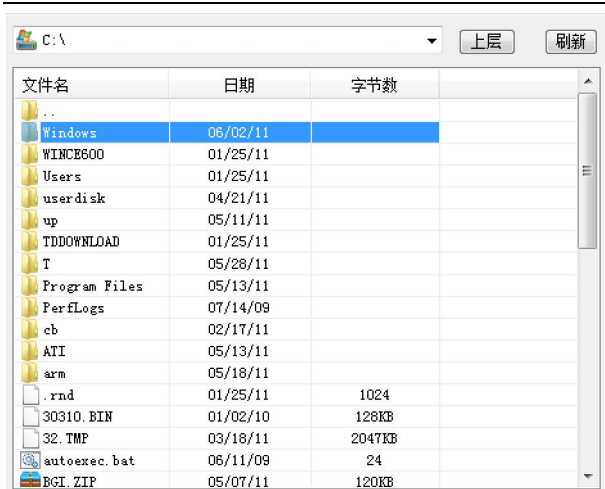 C:\ 上层 刷新
文件名 日期 字节数
..
Windows 06/02/11
WINCE600 01/25/11
Users 01/25/11
userdisk 04/21/11
up 05/11/11
TDDOWNLOAD 01/25/11
T 05/28/11
Program Files 05/13/11
PerfLogs 07/14/09
cb 02/17/11
ATI 05/13/11
arm 05/18/11
.rnd 01/25/11 1024
30310.BIN 01/02/10 128KB
32.TMP 03/18/11 2047KB
autoexec.bat 06/11/09 24
BGI.ZIP 05/07/11 120KB